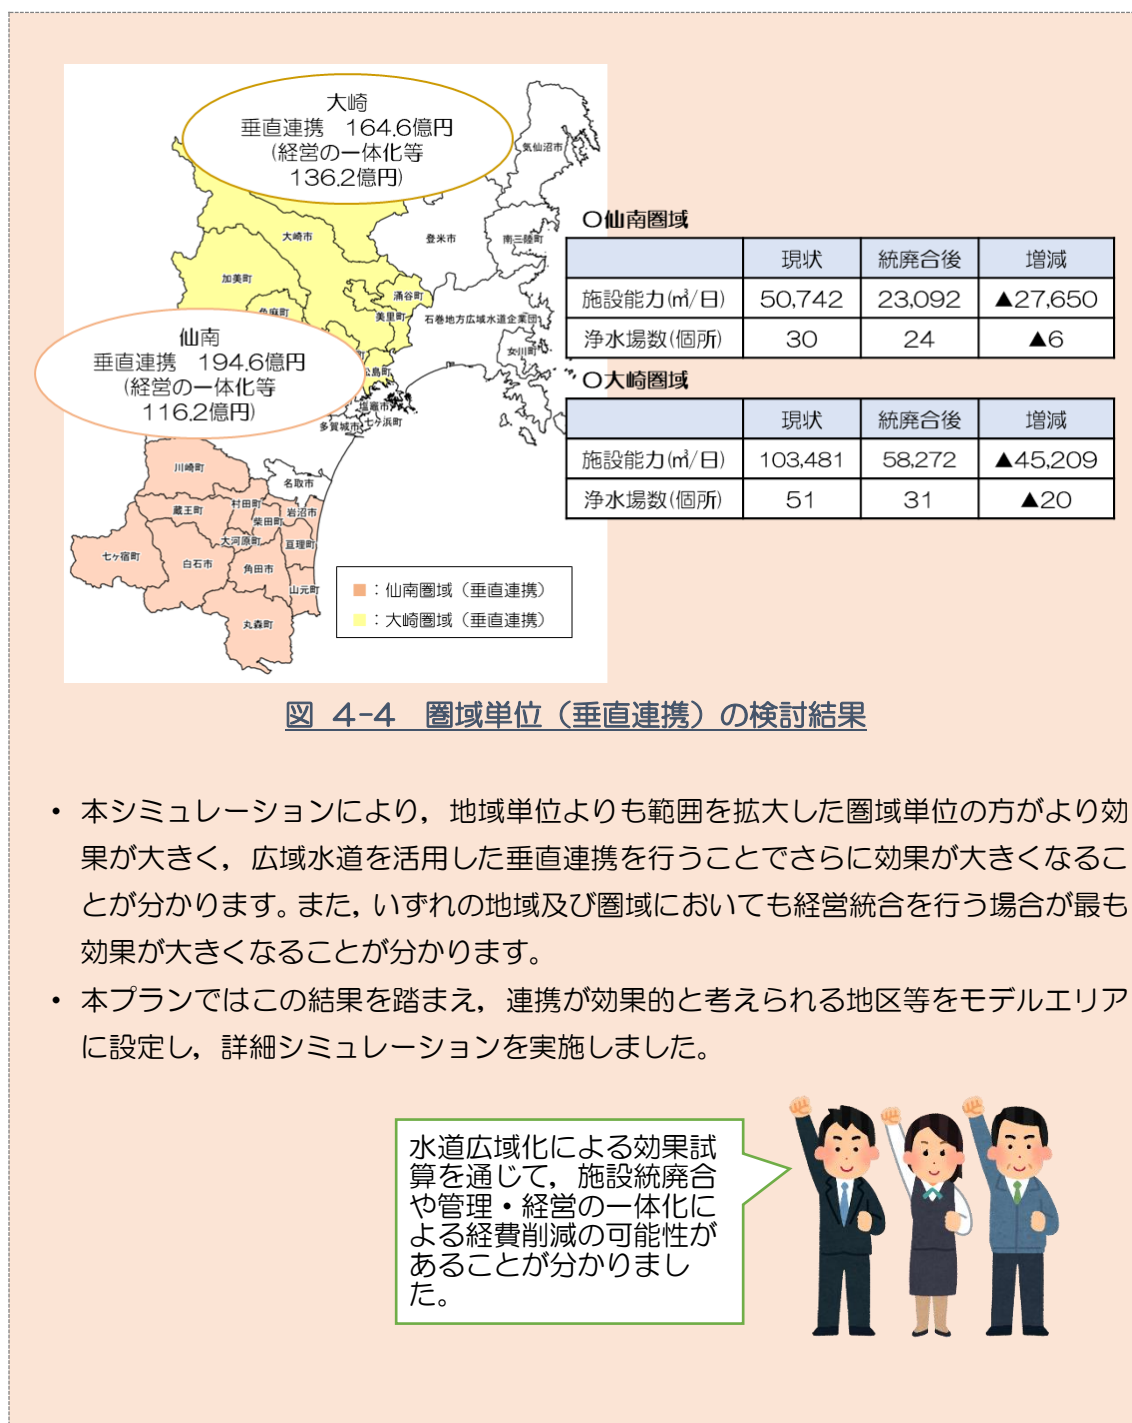 大崎
垂直連携　164.6億円
(経営の一体化等
136.2億円)
気仙沼市
大崎市
登米市
南三陸町
加美町
涌谷町
美里町
石巻地方広域水道企業団
女川町
仙南
垂直連携　194.6億円
(経営の一体化等
116.2億円)
松島町
塩竈市
多賀城市
七ヶ浜町
川崎町
名取市
村田町
岩沼市
蔵王町
柴田町
大河原町
亘理町
七ヶ宿町
白石市
角田市
山元町
丸森町
■：仙南圏域（垂直連携）
■：大崎圏域（垂直連携）
〇仙南圏域
現状 統廃合後 増減
施設能力(㎥/日) 50,742 23,092 ▲27,650
浄水場数(個所) 30 24 ▲6
〇大崎圏域
現状 統廃合後 増減
施設能力(㎥/日) 103,481 58,272 ▲45,209
浄水場数(個所) 51 31 ▲20
図 4-4　圏域単位（垂直連携）の検討結果
・ 本シミュレーションにより，地域単位よりも範囲を拡大した圏域単位の方がより効
果が大きく，広域水道を活用した垂直連携を行うことでさらに効果が大きくなるこ
とが分かります。また，いずれの地域及び圏域においても経営統合を行う場合が最も
効果が大きくなることが分かります。
・ 本プランではこの結果を踏まえ，連携が効果的と考えられる地区等をモデルエリア
に設定し，詳細シミュレーションを実施しました。
水道広域化による効果試
算を通じて，施設統廃合
や管理・経営の一体化に
よる経費削減の可能性が
あることが分かりまし
た。